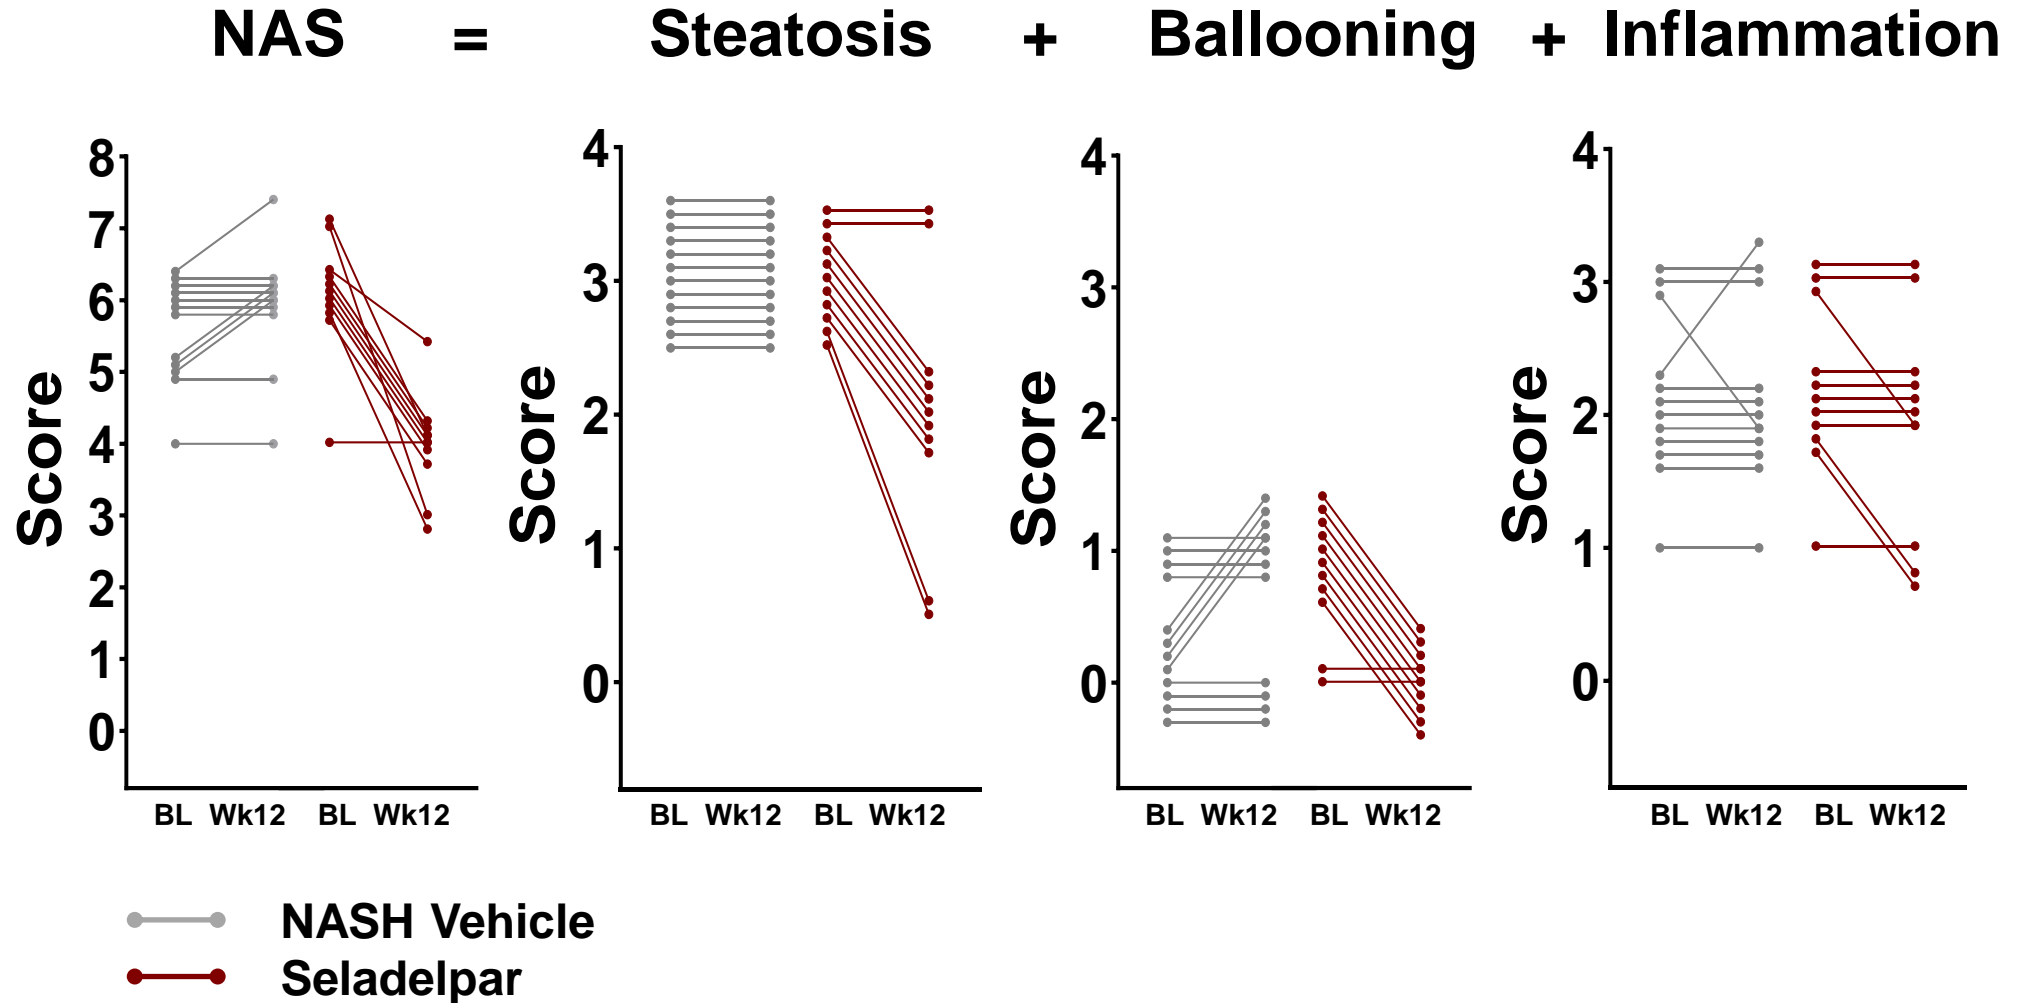 NAS = Steatosis + Ballooning + Inflammation
Score
8
7
6
5
4
3
2
1
0
BL Wk12 BL Wk12
Score
4
3
2
1
0
BL Wk12 BL Wk12
Score
4
3
2
1
0
BL Wk12 BL Wk12
Score
4
3
2
1
0
BL Wk12 BL Wk12
NASH Vehicle
Seladelpar